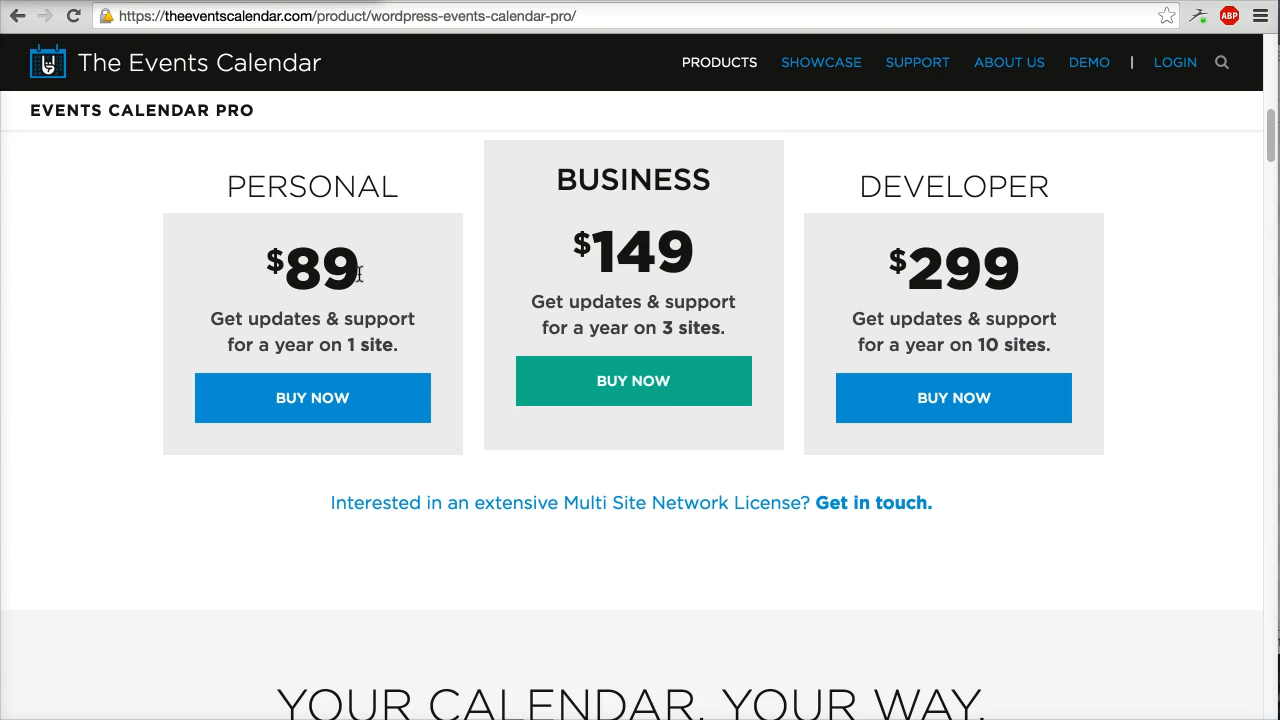 https://theeventscalendar.com/product/wordpress-events-calendar-pro/
ABP
The Events Calendar
PRODUCTS SHOWCASE SUPPORT ABOUT US DEMO | LOGIN
EVENTS CALENDAR PRO
PERSONAL
$89
Get updates & support
for a year on 1 site.
BUY NOW
BUSINESS
$149
Get updates & support
for a year on 3 sites.
BUY NOW
DEVELOPER
$299
Get updates & support
for a year on 10 sites.
BUY NOW
Interested in an extensive Multi Site Network License? Get in touch.
YOUR CALENDAR. YOUR WAY.